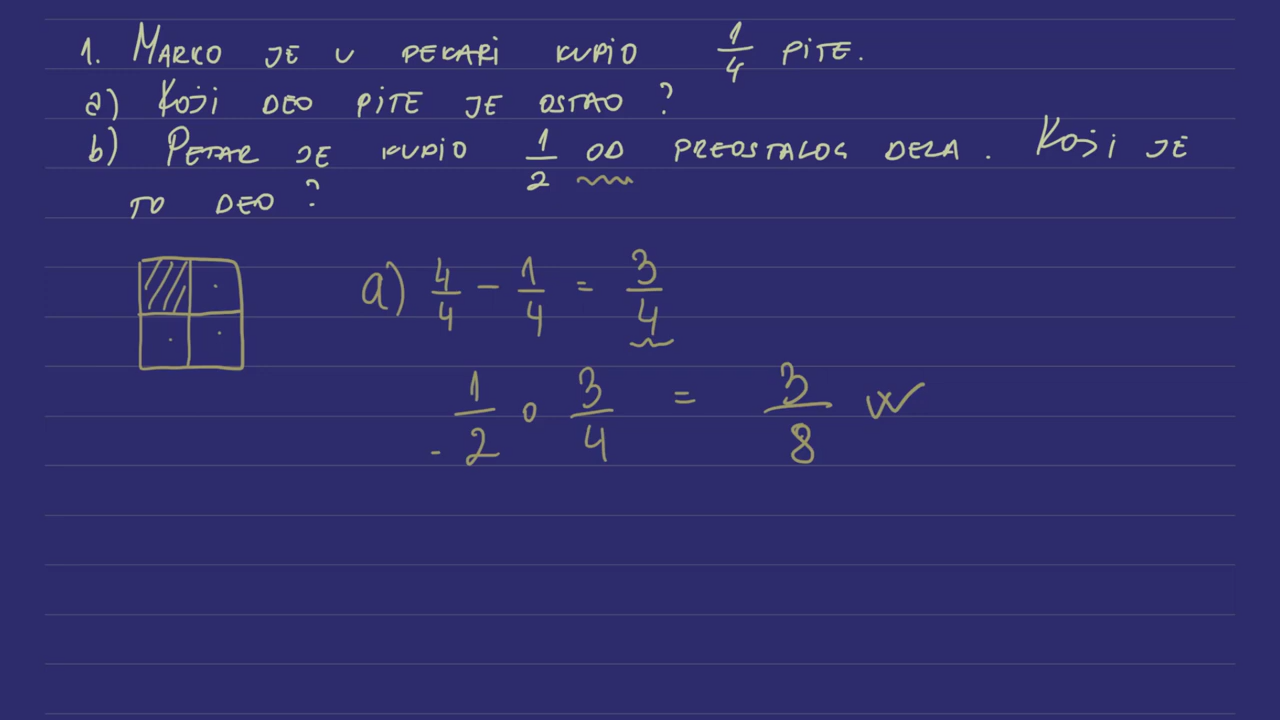 1. MARKO JE U PEKARI KUPIO 1/4 PITE.
a) KOJI DEO PITE JE OSTAO ?
b) PETAR JE KUPIO 1/2 OD PREOSTALOG DELA. KOJI JE
TO DEO ?
a) 4/4 - 1/4 = 3/4
1/2 · 3/4 = 3/8